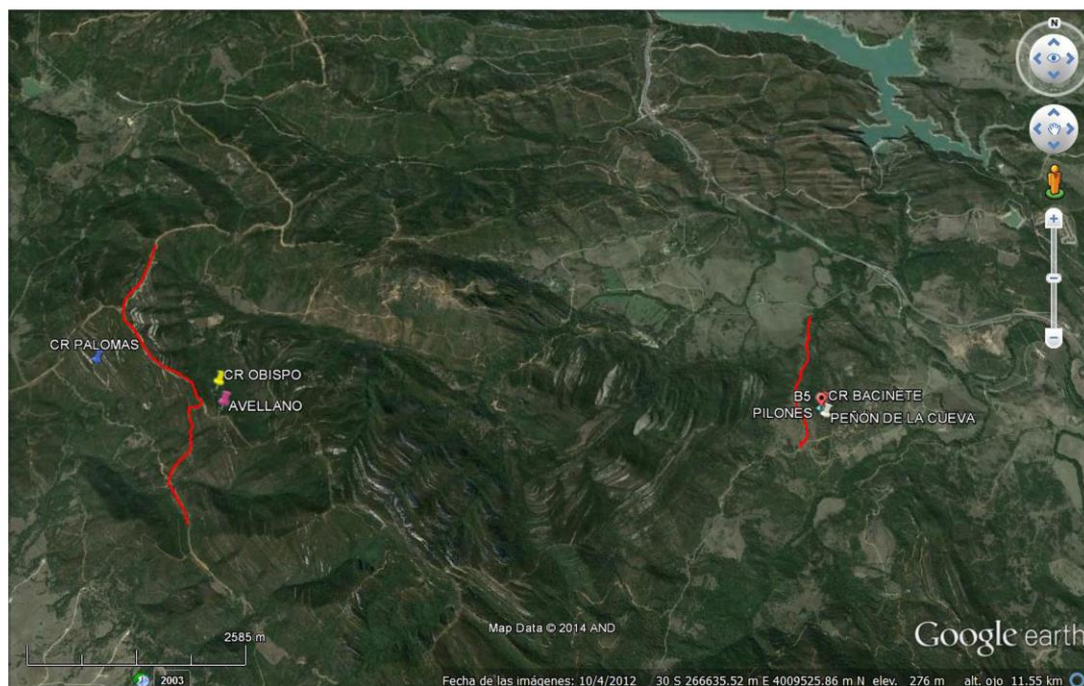 N
CR PALOMAS
CR OBISPO
AVELLANO
B5 CR BACINETE
PILONES PEÑÓN DE LA CUEVA
2585 m
Map Data © 2014 AND
Google earth
2003
Fecha de las imágenes: 10/4/2012 30 S 266635.52 m E 4009525.86 m N elev. 276 m alt. ojo 11.55 km